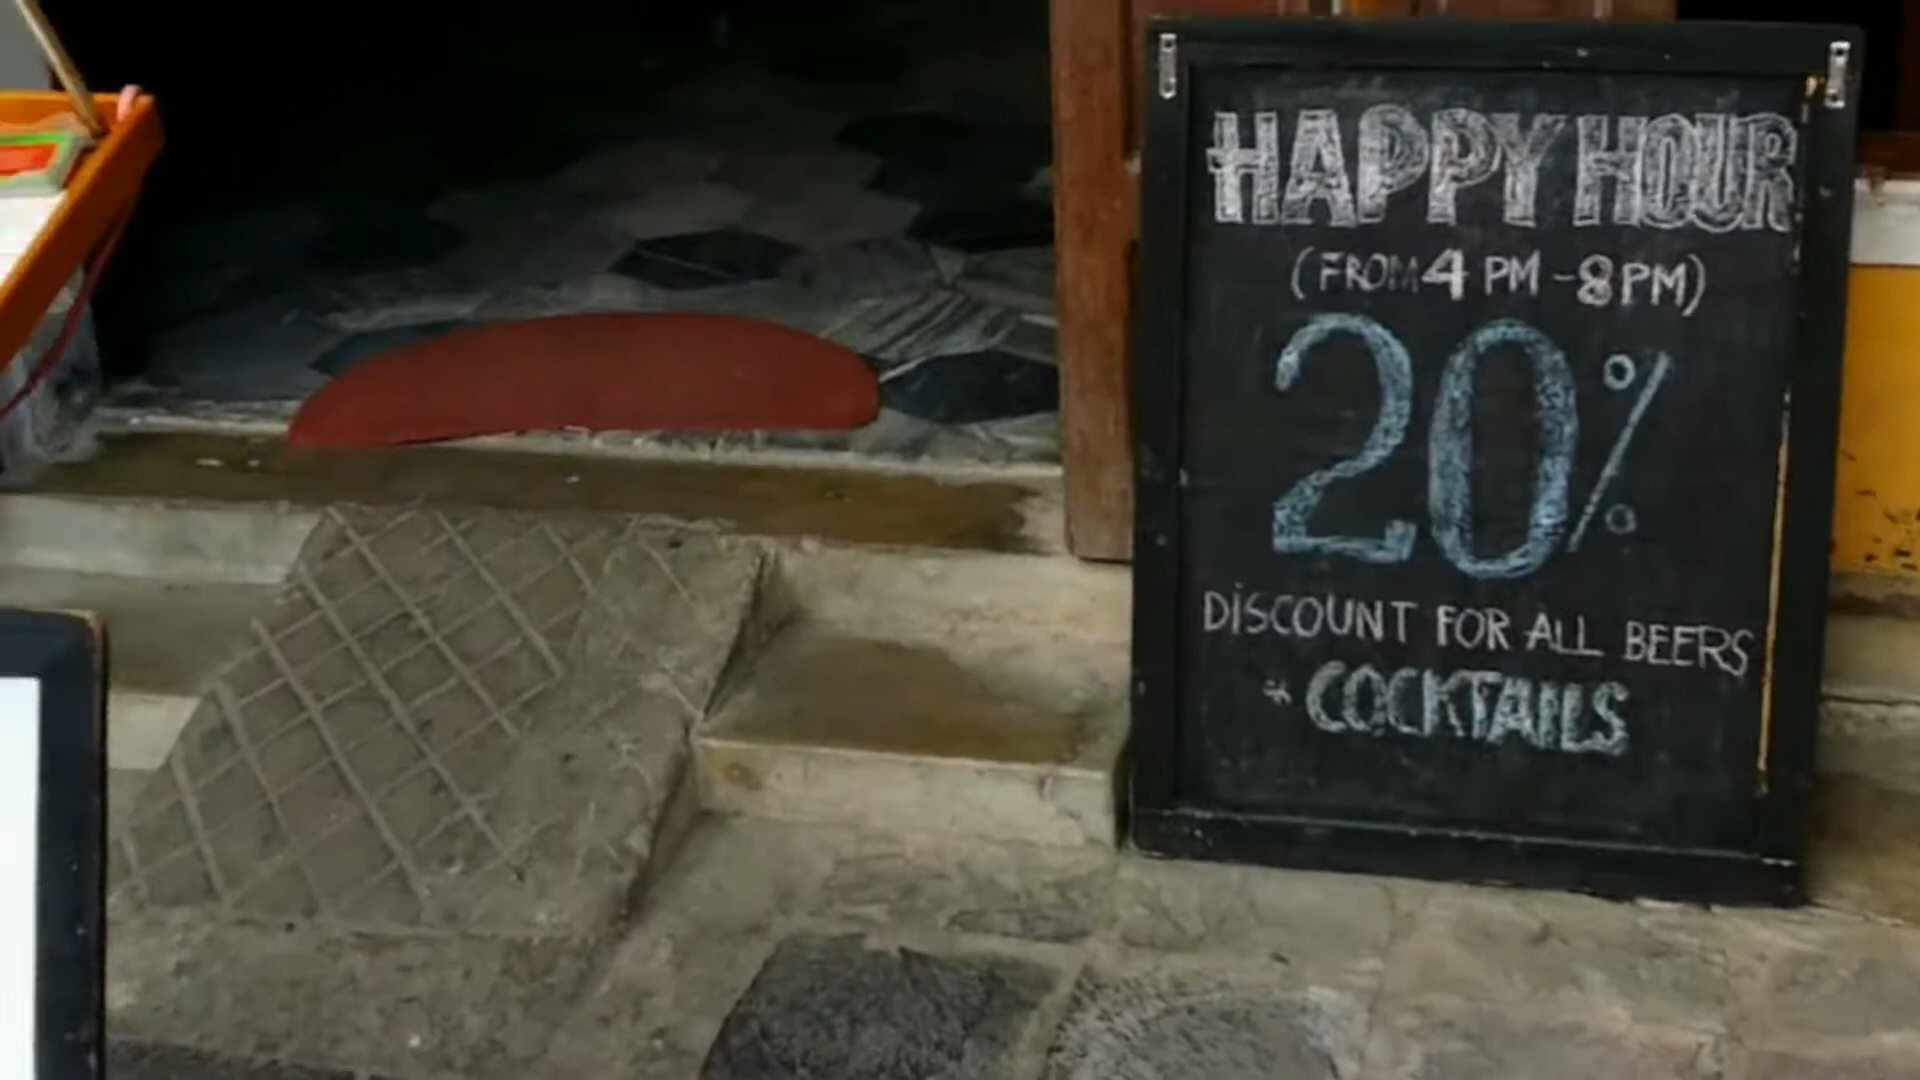 HAPPY HOUR
(FROM 4 PM - 8 PM)
20%
DISCOUNT FOR ALL BEERS
COCKTAILS